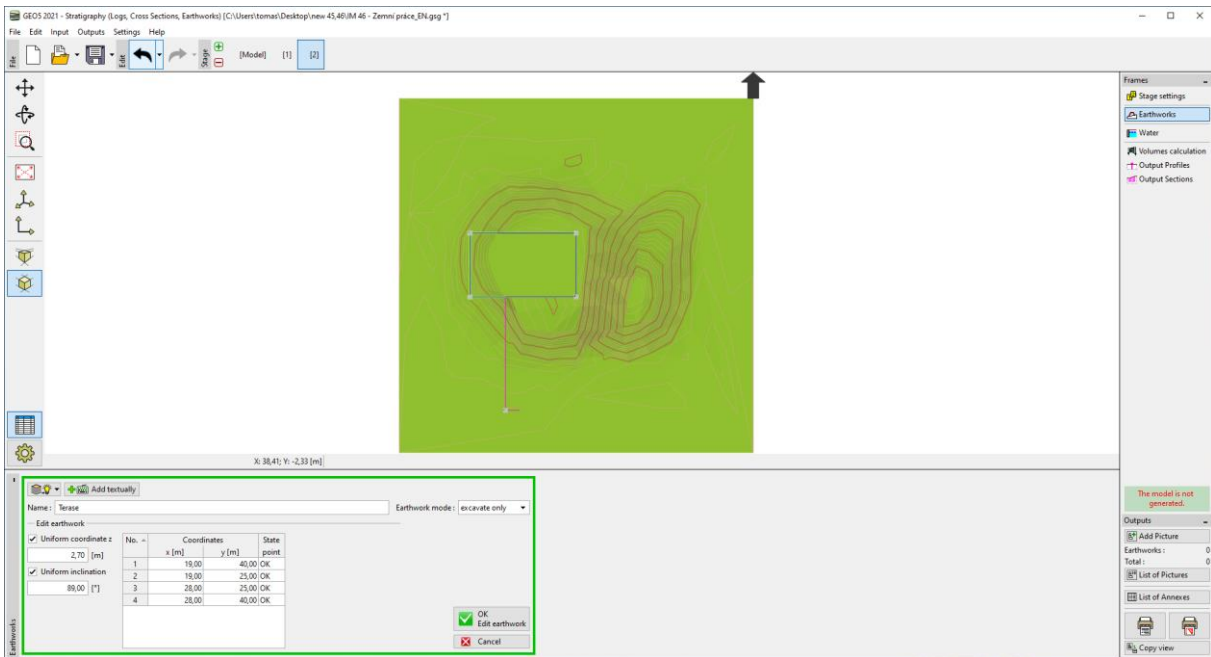 GEO5 2021 - Stratigraphy (Logs, Cross Sections, Earthworks) [C:\Users\tomas\Desktop\new 45,46\IM 46 - Zemní práce_EN.gsg *]
File Edit Input Outputs Settings Help
File
Edit
Stage
[Model] [1] [2]
Frames
Stage settings
Earthworks
Water
Volumes calculation
Output Profiles
Output Sections
X: 38,41; Y: -2,33 [m]
Add textually
Name : Terase
Earthwork mode : excavate only
Edit earthwork
Uniform coordinate z
2,70 [m]
Uniform inclination
89,00 [°]
No. Coordinates State
x [m] y [m] point
1 19,00 40,00 OK
2 19,00 25,00 OK
3 28,00 25,00 OK
4 28,00 40,00 OK
OK
Edit earthwork
Cancel
Earthworks
The model is not
generated.
Outputs
Add Picture
Earthworks : 0
Total : 0
List of Pictures
List of Annexes
Copy view